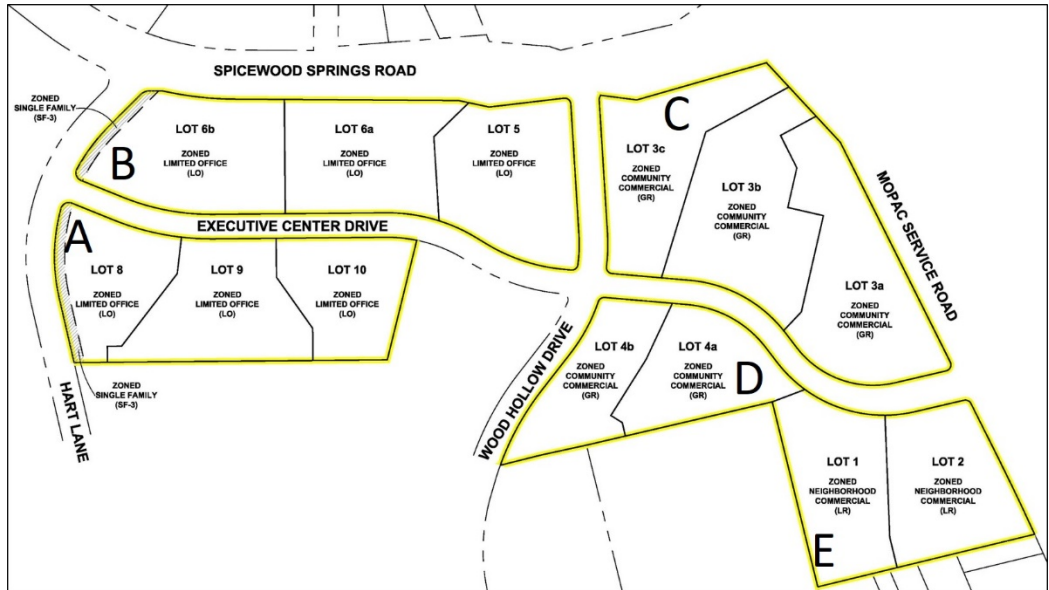 SPICEWOOD SPRINGS ROAD
ZONED
SINGLE FAMILY
(SF-3)
B
LOT 6b
ZONED
LIMITED OFFICE
(LO)
LOT 6a
ZONED
LIMITED OFFICE
(LO)
LOT 5
ZONED
LIMITED OFFICE
(LO)
C
LOT 3c
ZONED
COMMUNITY
COMMERCIAL
(GR)
LOT 3b
ZONED
COMMUNITY
COMMERCIAL
(GR)
MOPAC SERVICE ROAD
LOT 3a
ZONED
COMMUNITY
COMMERCIAL
(GR)
EXECUTIVE CENTER DRIVE
A
LOT 8
ZONED
LIMITED OFFICE
(LO)
LOT 9
ZONED
LIMITED OFFICE
(LO)
LOT 10
ZONED
LIMITED OFFICE
(LO)
ZONED
SINGLE FAMILY
(SF-3)
HART LANE
WOOD HOLLOW DRIVE
LOT 4b
ZONED
COMMUNITY
COMMERCIAL
(GR)
LOT 4a
ZONED
COMMUNITY
COMMERCIAL
(GR)
D
LOT 1
ZONED
NEIGHBORHOOD
COMMERCIAL
(LR)
LOT 2
ZONED
NEIGHBORHOOD
COMMERCIAL
(LR)
E